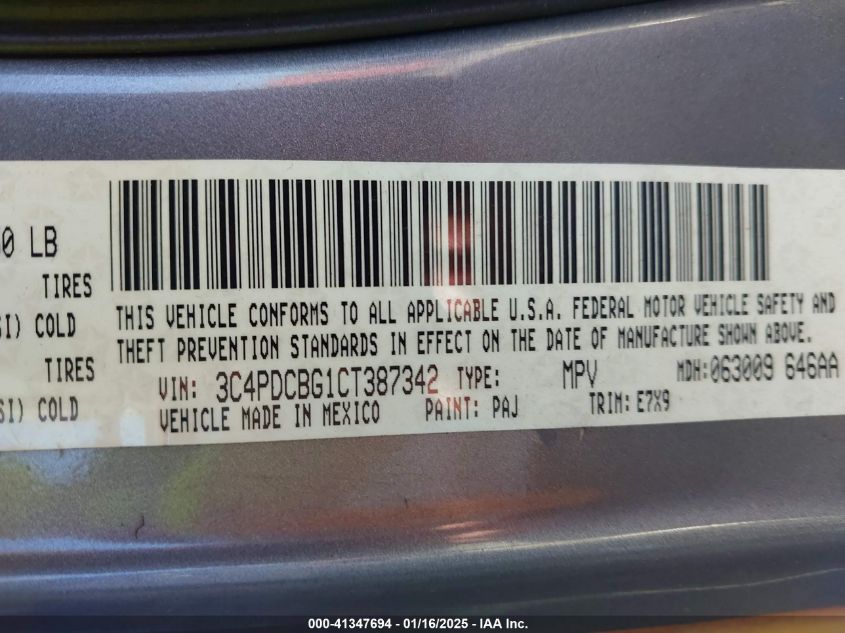 0 LB
TIRES
SI) COLD
TIRES
SI) COLD
THIS VEHICLE CONFORMS TO ALL APPLICABLE U.S.A. FEDERAL MOTOR VEHICLE SAFETY AND
THEFT PREVENTION STANDARDS IN EFFECT ON THE DATE OF MANUFACTURE SHOWN ABOVE.
VIN: 3C4PDCBG1CT387342 TYPE: MPV MDH:063009 646AA
VEHICLE MADE IN MEXICO PAINT: PAJ TRIM: E7X9
000-41347694 - 01/16/2025 - IAA Inc.